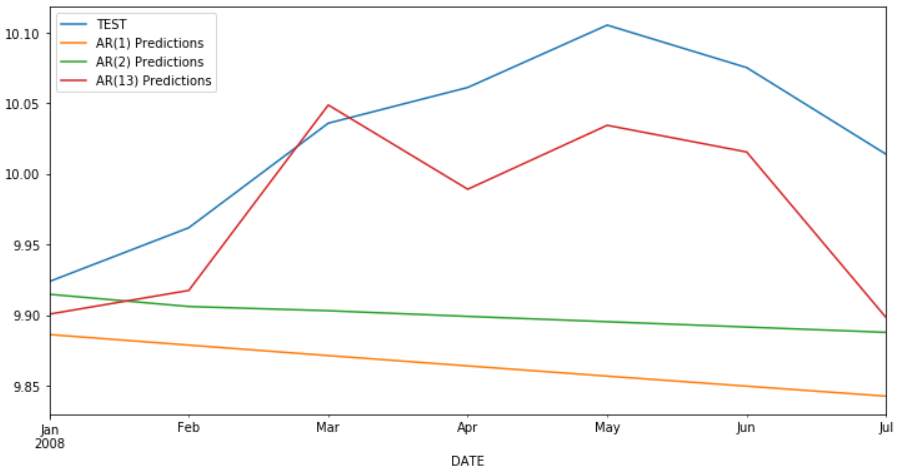 TEST
AR(1) Predictions
AR(2) Predictions
AR(13) Predictions
10.10
10.05
10.00
9.95
9.90
9.85
Jan Feb Mar Apr May Jun Jul
2008
DATE